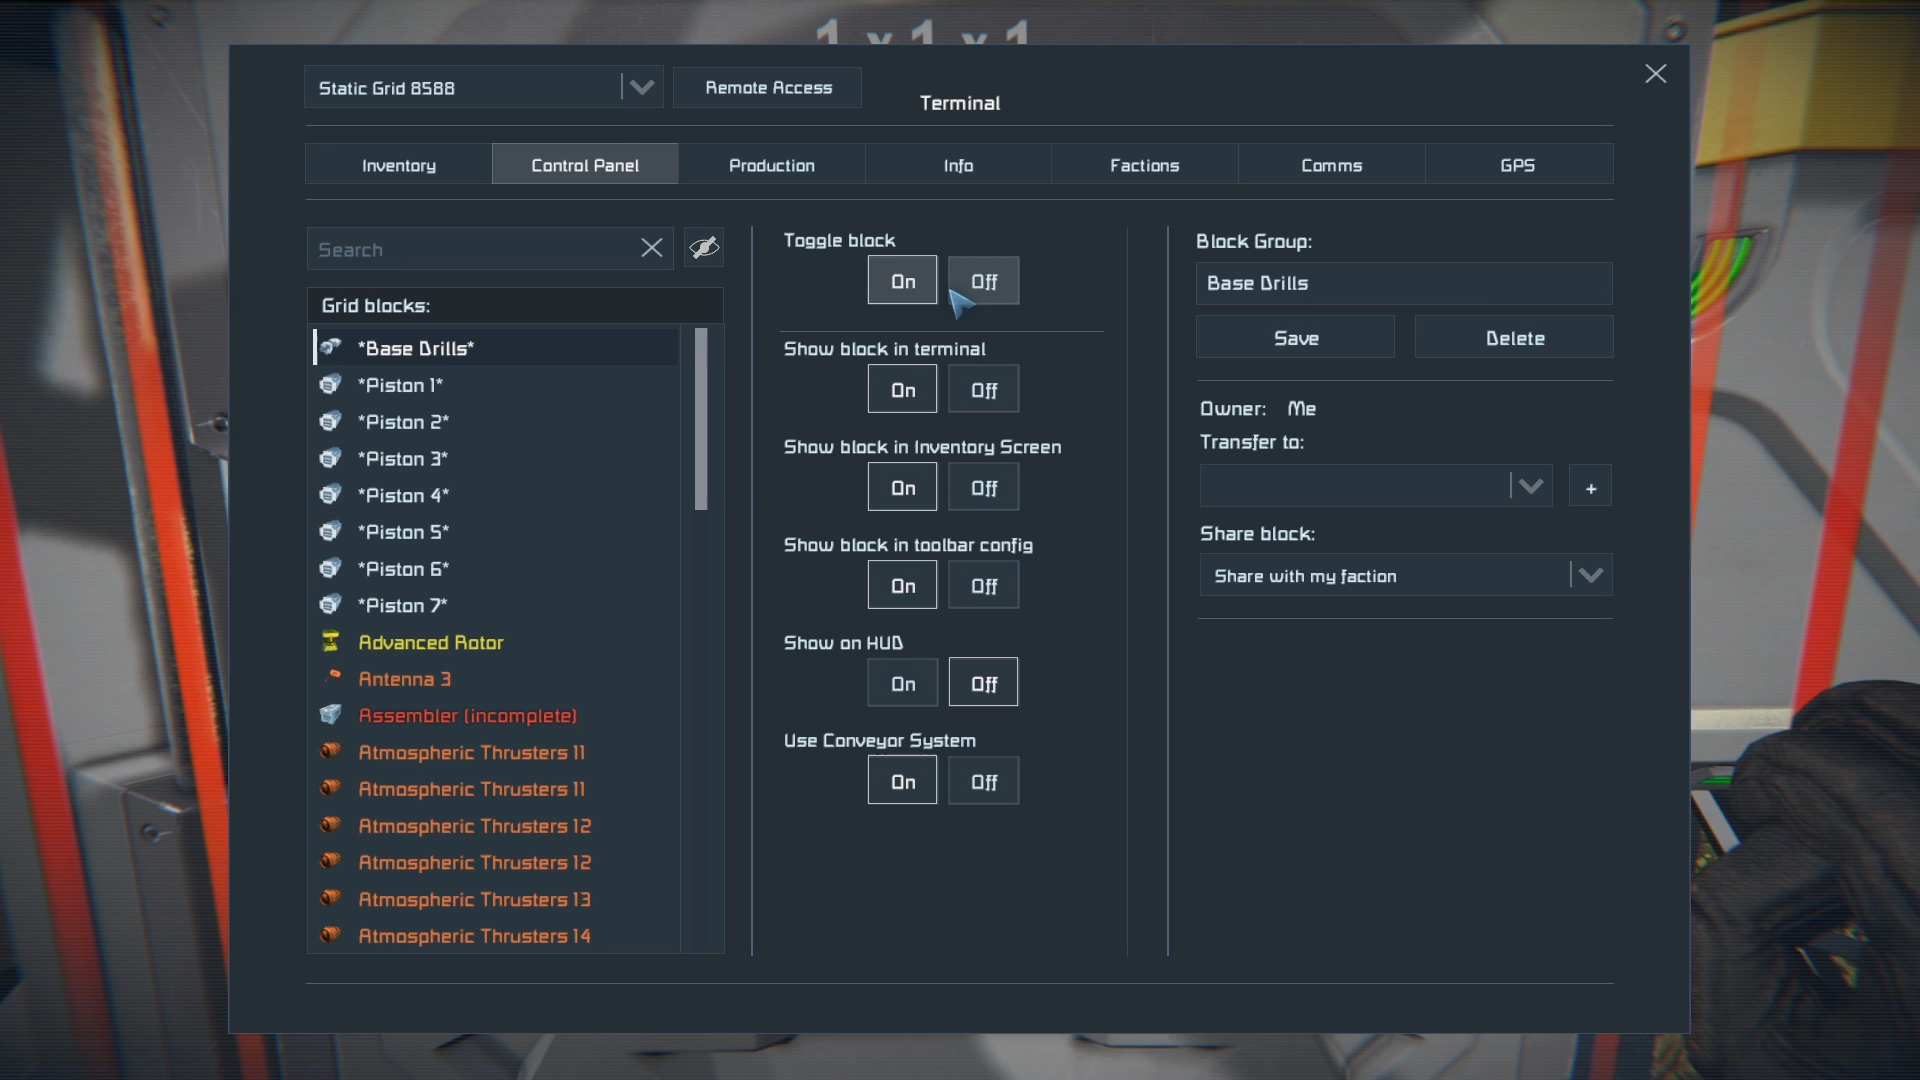 1 x 1 x 1
Static Grid 8588
Remote Access
Terminal
Inventory
Control Panel
Production
Info
Factions
Comms
GPS
Search
Grid blocks:
*Base Drills*
*Piston 1*
*Piston 2*
*Piston 3*
*Piston 4*
*Piston 5*
*Piston 6*
*Piston 7*
Advanced Rotor
Antenna 3
Assembler (incomplete)
Atmospheric Thrusters 11
Atmospheric Thrusters 11
Atmospheric Thrusters 12
Atmospheric Thrusters 12
Atmospheric Thrusters 13
Atmospheric Thrusters 14
Toggle block
On Off
Show block in terminal
On Off
Show block in Inventory Screen
On Off
Show block in toolbar config
On Off
Show on HUD
On Off
Use Conveyor System
On Off
Block Group:
Base Drills
Save Delete
Owner: Me
Transfer to:
+
Share block:
Share with my faction